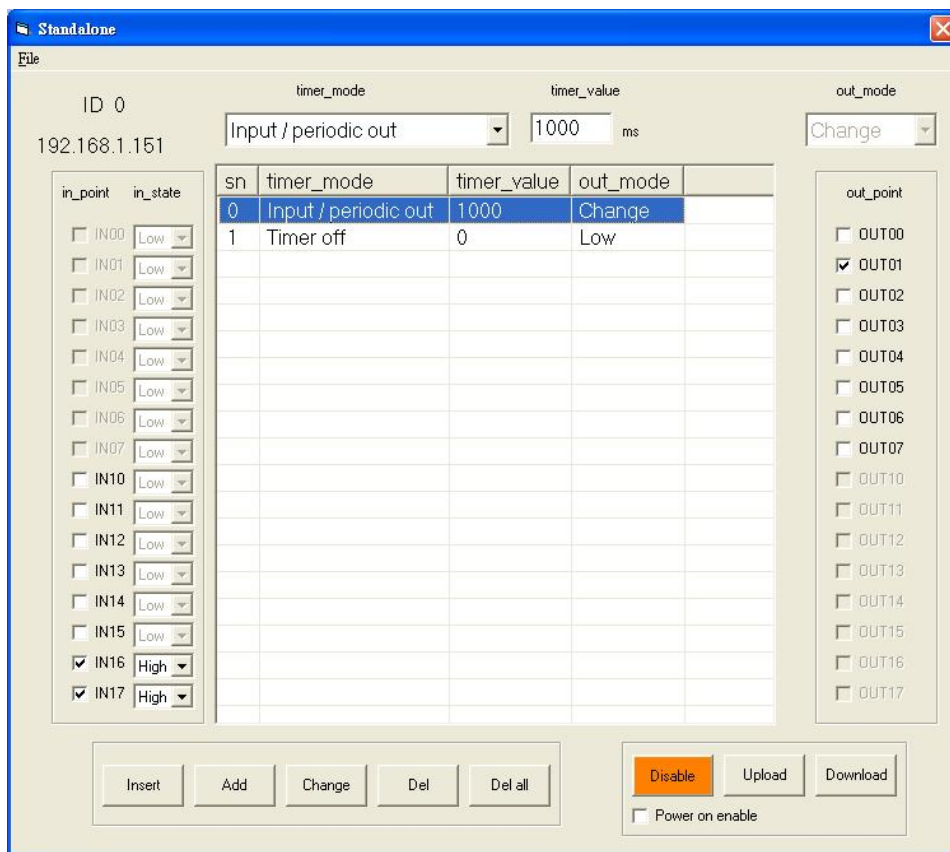 Standalone
File
ID 0
192.168.1.151
timer_mode
Input / periodic out
timer_value
1000 ms
out_mode
Change
in_point in_state
IN00 Low
IN01 Low
IN02 Low
IN03 Low
IN04 Low
IN05 Low
IN06 Low
IN07 Low
IN10 Low
IN11 Low
IN12 Low
IN13 Low
IN14 Low
IN15 Low
IN16 High
IN17 High
sn timer_mode timer_value out_mode
0 Input / periodic out 1000 Change
1 Timer off 0 Low
out_point
OUT00
OUT01
OUT02
OUT03
OUT04
OUT05
OUT06
OUT07
OUT10
OUT11
OUT12
OUT13
OUT14
OUT15
OUT16
OUT17
Insert Add Change Del Del all
Disable Upload Download
Power on enable